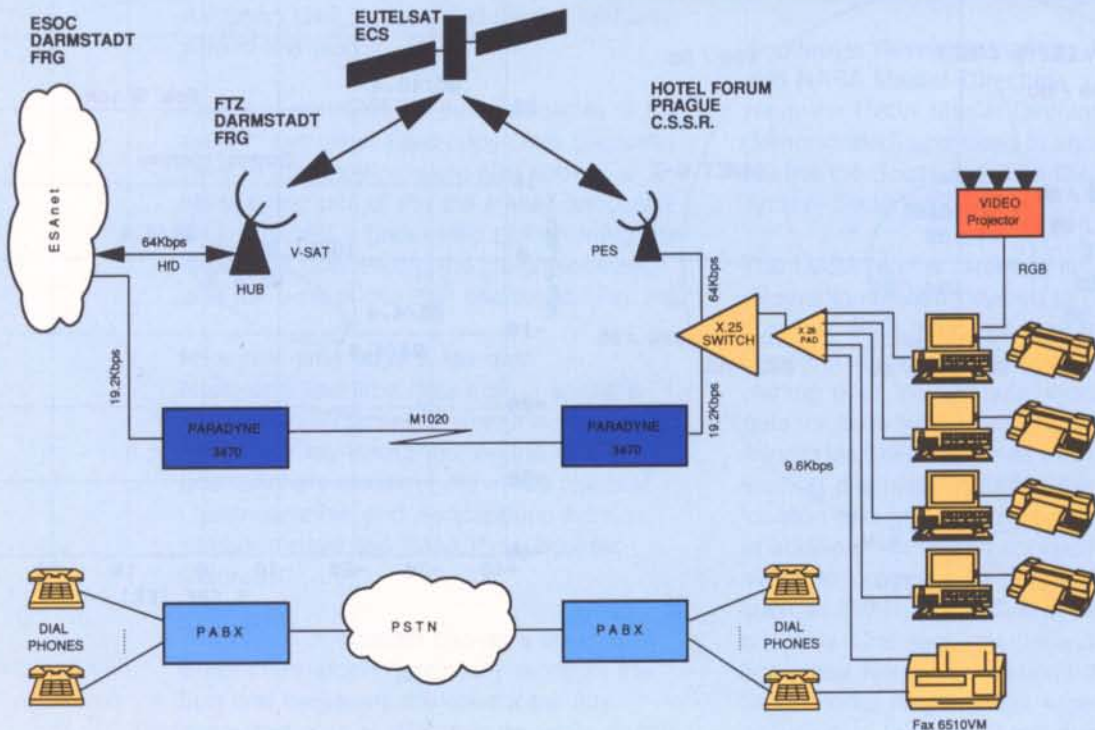 ESOC
DARMSTADT
FRG
EUTELSAT
ECS
FTZ
DARMSTADT
FRG
HOTEL FORUM
PRAGUE
C.S.S.R.
VIDEO
Projector
RGB
ESAnet
64Kbps
HfD
V-SAT
HUB
PES
64Kbps
X.25
SWITCH
X.28
PAD
19.2Kbps
19.2Kbps
PARADYNE
3470
M1020
PARADYNE
3470
9.6Kbps
DIAL
PHONES
PABX
PSTN
PABX
DIAL
PHONES
Fax 6510VM